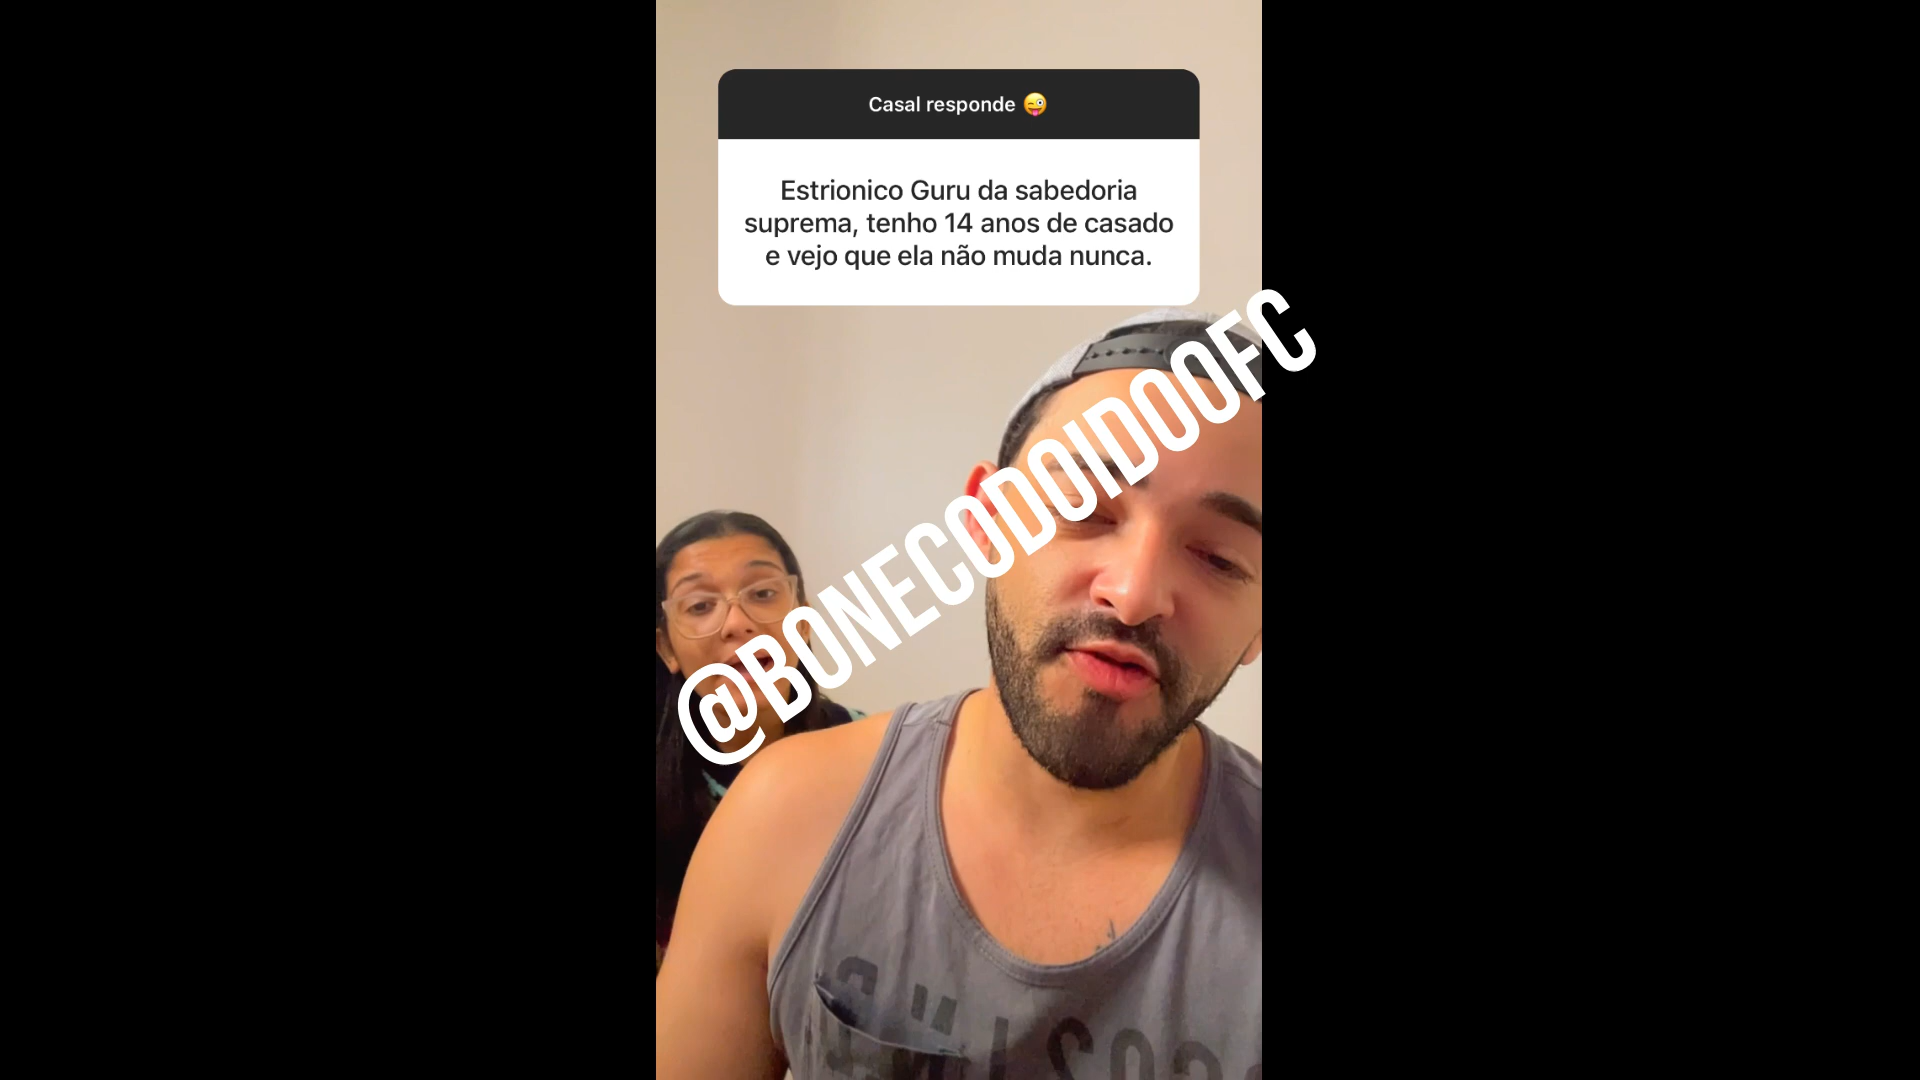 Casal responde 😜
Estrionico Guru da sabedoria
suprema, tenho 14 anos de casado
e vejo que ela não muda nunca.
@BONECODOIDOOFC